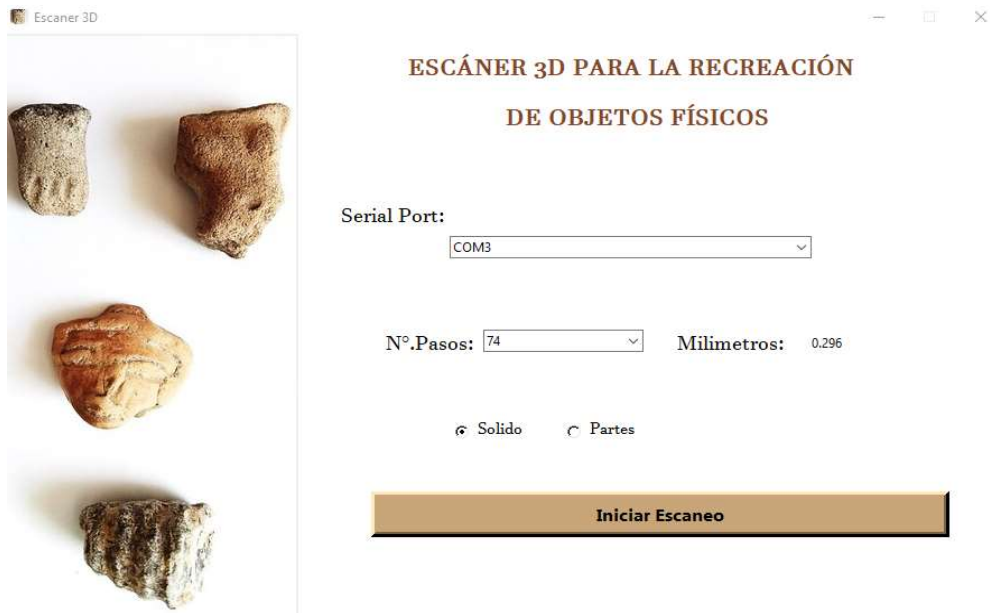 Escaner 3D
ESCÁNER 3D PARA LA RECREACIÓN
DE OBJETOS FÍSICOS
Serial Port:
COM3
N°.Pasos: 74 Milimetros: 0.296
Solido Partes
Iniciar Escaneo